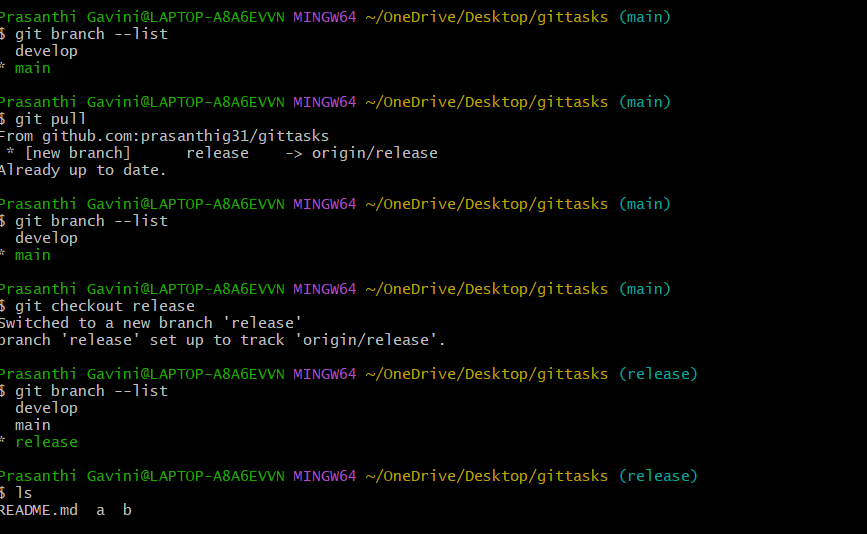 Prasanthi Gavini@LAPTOP-A8A6EVVN MINGW64 ~/OneDrive/Desktop/gittasks (main)
$ git branch --list
  develop
* main

Prasanthi Gavini@LAPTOP-A8A6EVVN MINGW64 ~/OneDrive/Desktop/gittasks (main)
$ git pull
From github.com:prasanthig31/gittasks
 * [new branch]      release    -> origin/release
Already up to date.

Prasanthi Gavini@LAPTOP-A8A6EVVN MINGW64 ~/OneDrive/Desktop/gittasks (main)
$ git branch --list
  develop
* main

Prasanthi Gavini@LAPTOP-A8A6EVVN MINGW64 ~/OneDrive/Desktop/gittasks (main)
$ git checkout release
Switched to a new branch 'release'
branch 'release' set up to track 'origin/release'.

Prasanthi Gavini@LAPTOP-A8A6EVVN MINGW64 ~/OneDrive/Desktop/gittasks (release)
$ git branch --list
  develop
  main
* release

Prasanthi Gavini@LAPTOP-A8A6EVVN MINGW64 ~/OneDrive/Desktop/gittasks (release)
$ ls
README.md  a  b